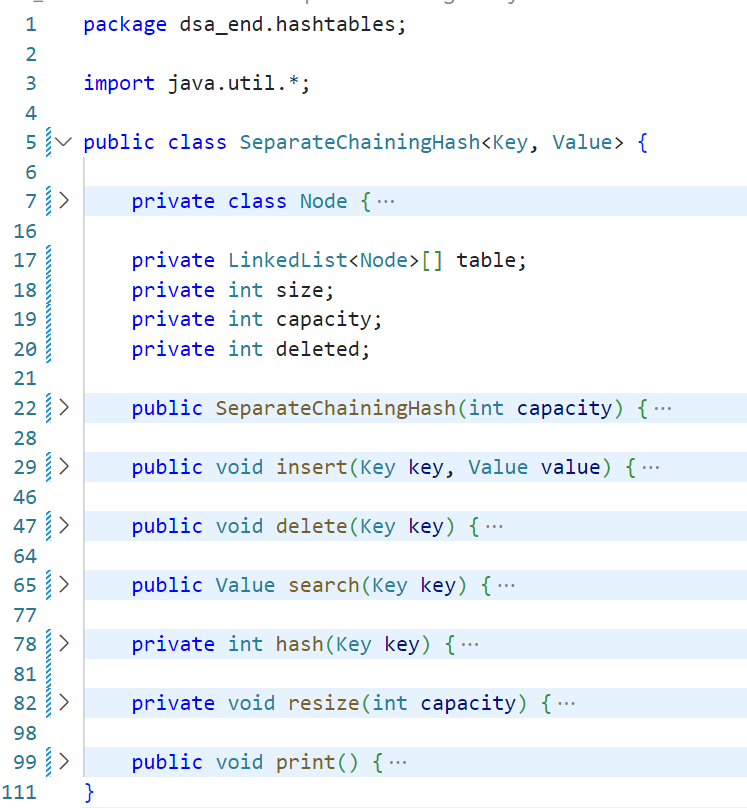 1 package dsa_end.hashtables;
2
3 import java.util.*;
4
5 public class SeparateChainingHash<Key, Value> {
6
7 private class Node { ···
16
17 private LinkedList<Node>[] table;
18 private int size;
19 private int capacity;
20 private int deleted;
21
22 public SeparateChainingHash(int capacity) { ···
28
29 public void insert(Key key, Value value) { ···
46
47 public void delete(Key key) { ···
64
65 public Value search(Key key) { ···
77
78 private int hash(Key key) { ···
81
82 private void resize(int capacity) { ···
98
99 public void print() { ···
111 }